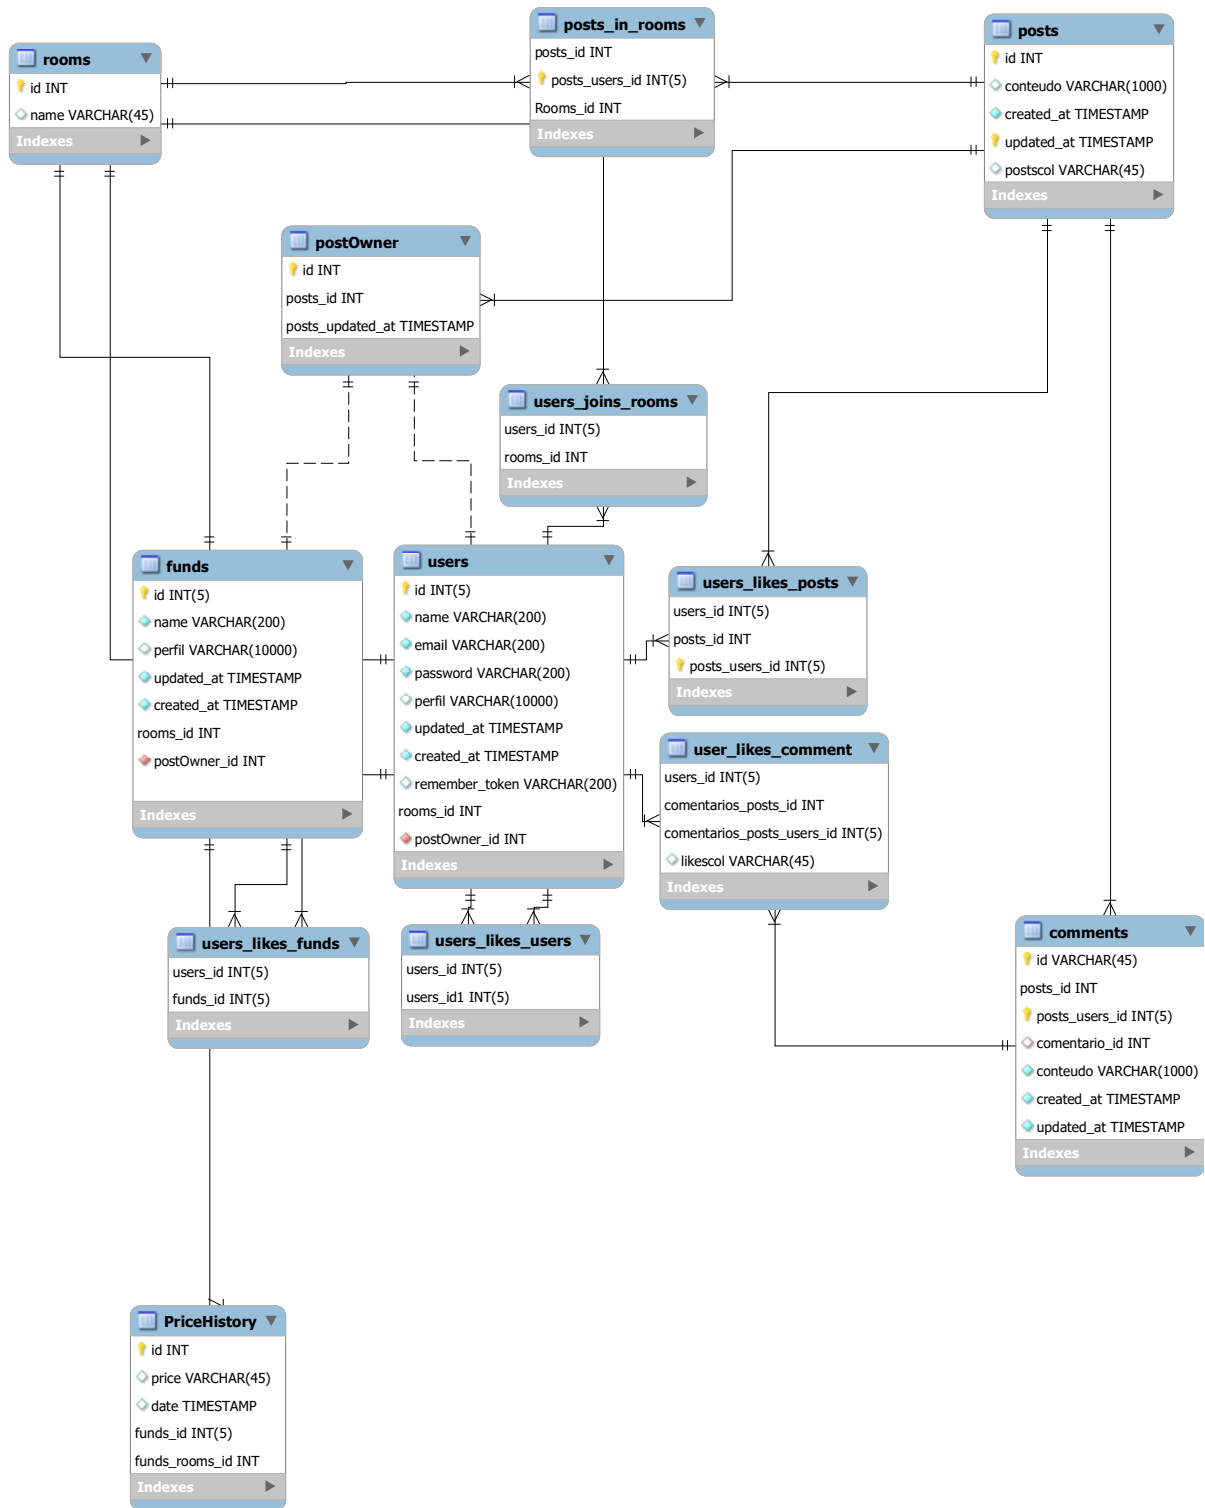 rooms
id INT
name VARCHAR(45)
Indexes
posts_in_rooms
posts_id INT
posts_users_id INT(5)
Rooms_id INT
Indexes
posts
id INT
conteudo VARCHAR(1000)
created_at TIMESTAMP
updated_at TIMESTAMP
postscol VARCHAR(45)
Indexes
postOwner
id INT
posts_id INT
posts_updated_at TIMESTAMP
Indexes
users_joins_rooms
users_id INT(5)
rooms_id INT
Indexes
funds
id INT(5)
name VARCHAR(200)
perfil VARCHAR(10000)
updated_at TIMESTAMP
created_at TIMESTAMP
rooms_id INT
postOwner_id INT
Indexes
users
id INT(5)
name VARCHAR(200)
email VARCHAR(200)
password VARCHAR(200)
perfil VARCHAR(10000)
updated_at TIMESTAMP
created_at TIMESTAMP
remember_token VARCHAR(200)
rooms_id INT
postOwner_id INT
Indexes
users_likes_posts
users_id INT(5)
posts_id INT
posts_users_id INT(5)
Indexes
user_likes_comment
users_id INT(5)
comentarios_posts_id INT
comentarios_posts_users_id INT(5)
likescol VARCHAR(45)
Indexes
users_likes_funds
users_id INT(5)
funds_id INT(5)
Indexes
users_likes_users
users_id INT(5)
users_id1 INT(5)
Indexes
comments
id VARCHAR(45)
posts_id INT
posts_users_id INT(5)
comentario_id INT
conteudo VARCHAR(1000)
created_at TIMESTAMP
updated_at TIMESTAMP
Indexes
PriceHistory
id INT
price VARCHAR(45)
date TIMESTAMP
funds_id INT(5)
funds_rooms_id INT
Indexes